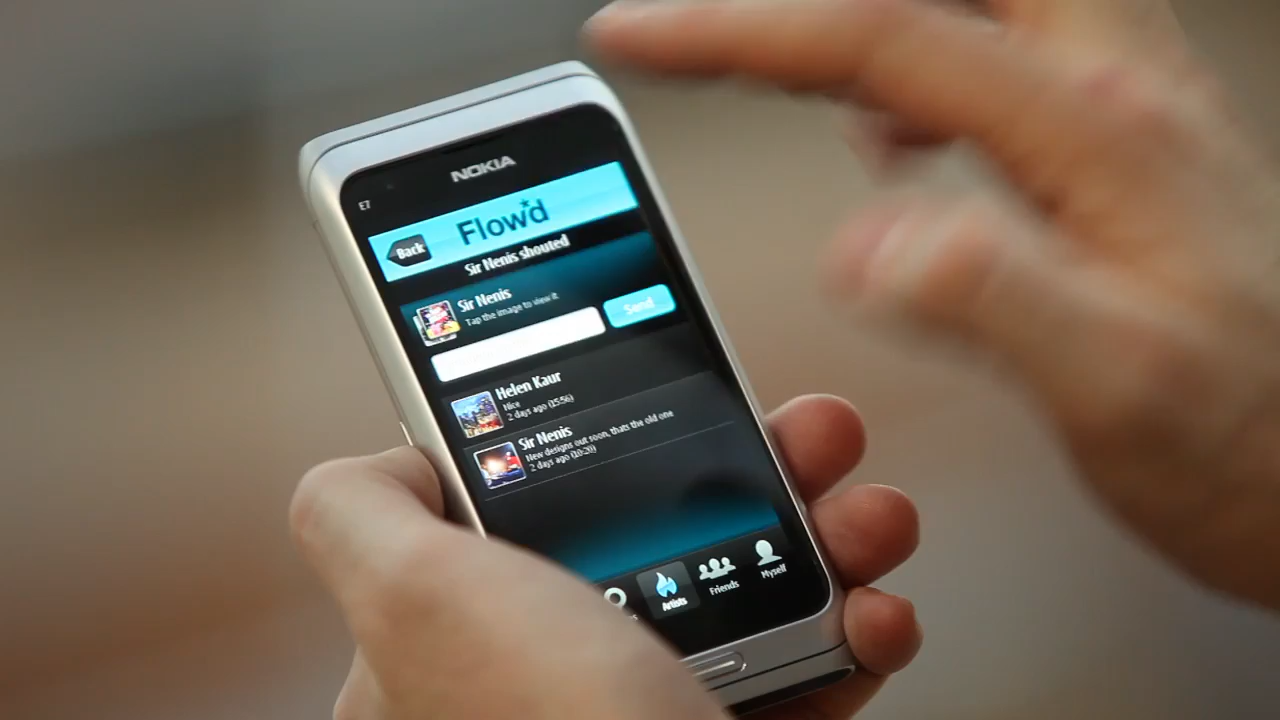 NOKIA
E7
Back
Flow'd
Sir Nenis shouted
Sir Nenis
Tap the image to view it
Send
Helen Kaur
Nice
2 days ago (15:56)
Sir Nenis
New designs out soon, thats the old one
2 days ago (10:20)
Artists
Friends
Myself